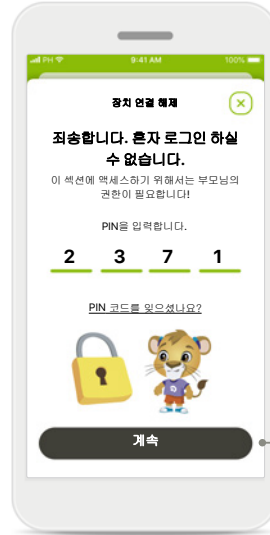 PH 9:41 AM 100%
장치 연결 해제
죄송합니다. 혼자 로그인 하실
수 없습니다.
이 섹션에 액세스하기 위해서는 부모님의
권한이 필요합니다!
PIN을 입력합니다.
2 3 7 1
PIN 코드를 잊으셨나요?
계속